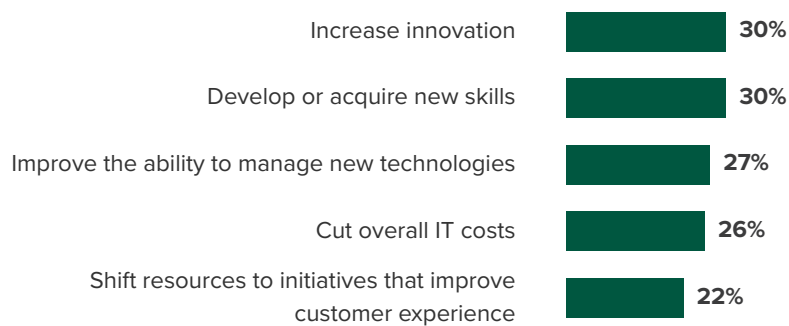 Increase innovation 30%
Develop or acquire new skills 30%
Improve the ability to manage new technologies 27%
Cut overall IT costs 26%
Shift resources to initiatives that improve
customer experience 22%